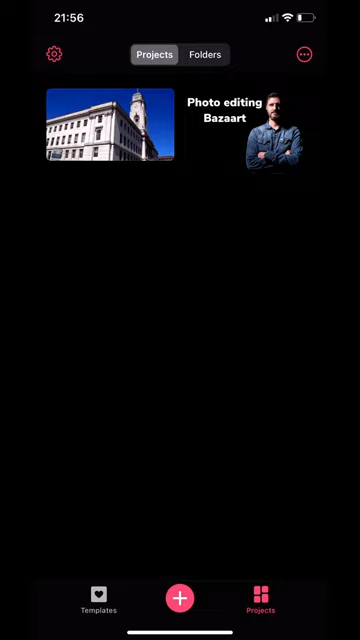 21:56
Projects
Folders
Photo editing
Bazaart
Templates
Projects